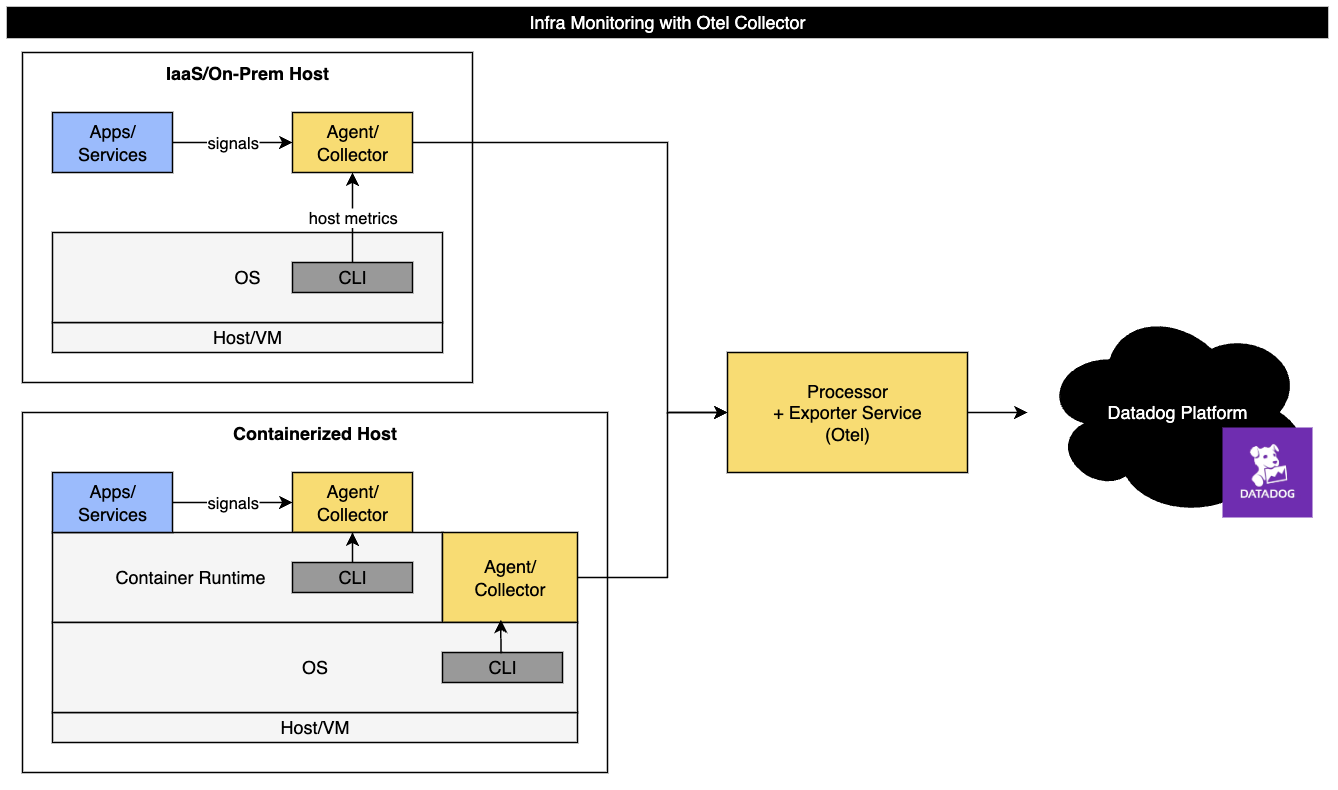 Infra Monitoring with Otel Collector
IaaS/On-Prem Host
Apps/
Services
signals
Agent/
Collector
host metrics
OS
CLI
Host/VM
Containerized Host
Apps/
Services
signals
Agent/
Collector
Container Runtime
CLI
Agent/
Collector
OS
CLI
Host/VM
Processor
+ Exporter Service
(Otel)
Datadog Platform
DATADOG